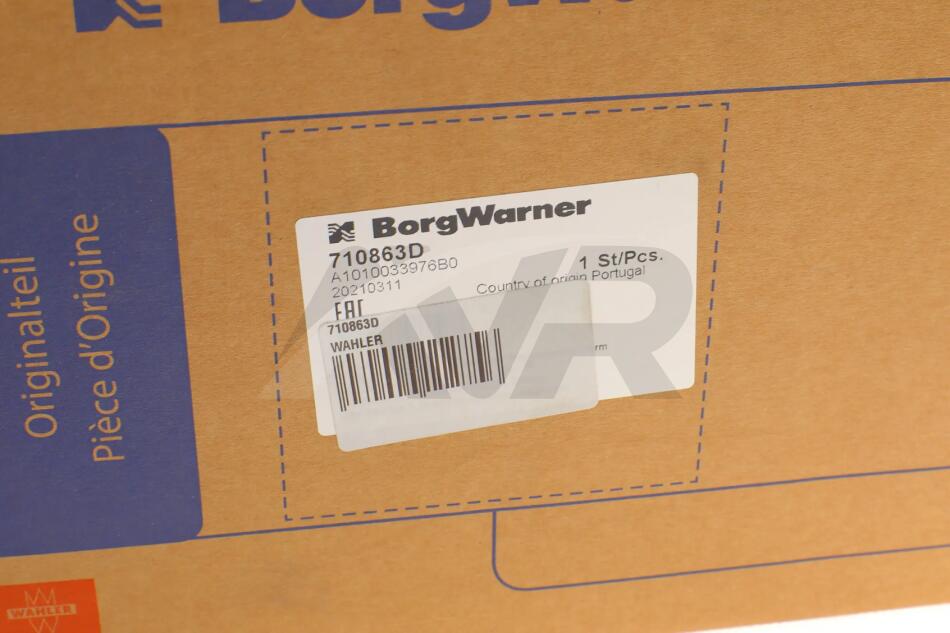 BorgWarner
Originalteil
Pièce d'Origine
BorgWarner
710863D
A1010033976B0
1 St/Pcs.
20210311
Country of origin Portugal
EAC
710863D
WAHLER
AVR
WAHLER